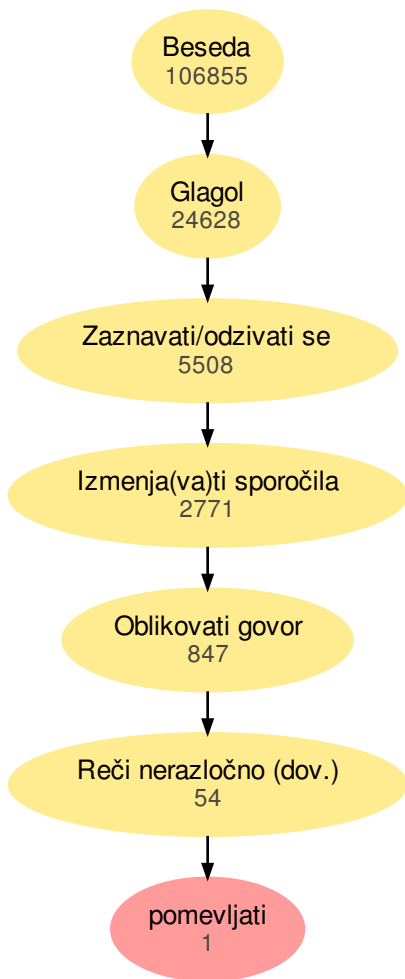 Beseda
106855
Glagol
24628
Zaznavati/odzivati se
5508
Izmenja(va)ti sporočila
2771
Oblikovati govor
847
Reči nerazločno (dov.)
54
pomevljati
1